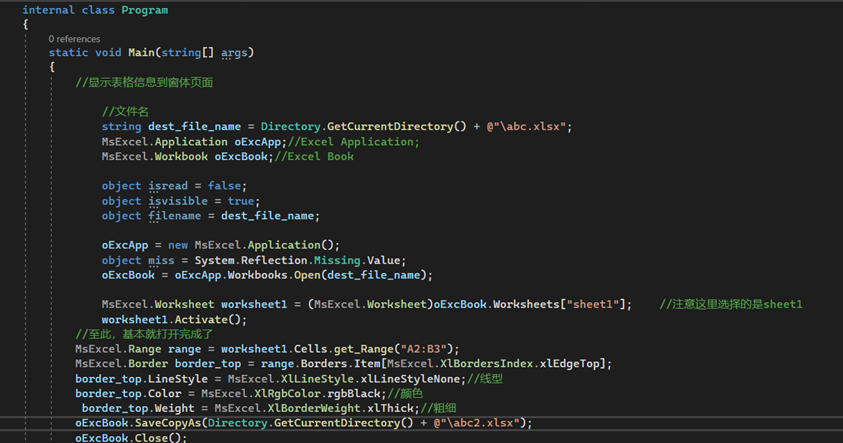 internal class Program
{
0 references
static void Main(string[] args)
{
//显示表格信息到窗体页面
//文件名
string dest_file_name = Directory.GetCurrentDirectory() + @"\abc.xlsx";
MsExcel.Application oExcApp;//Excel Application;
MsExcel.Workbook oExcBook;//Excel Book
object isread = false;
object isvisible = true;
object filename = dest_file_name;
oExcApp = new MsExcel.Application();
object miss = System.Reflection.Missing.Value;
oExcBook = oExcApp.Workbooks.Open(dest_file_name);
MsExcel.Worksheet worksheet1 = (MsExcel.Worksheet)oExcBook.Worksheets["sheet1"]; //注意这里选择的是sheet1
worksheet1.Activate();
//至此，基本就打开完成了
MsExcel.Range range = worksheet1.Cells.get_Range("A2:B3");
MsExcel.Border border_top = range.Borders.Item[MsExcel.XlBordersIndex.xlEdgeTop];
border_top.LineStyle = MsExcel.XlLineStyle.xlLineStyleNone;//线型
border_top.Color = MsExcel.XlRgbColor.rgbBlack;//颜色
border_top.Weight = MsExcel.XlBorderWeight.xlThick;//粗细
oExcBook.SaveCopyAs(Directory.GetCurrentDirectory() + @"\abc2.xlsx");
oExcBook.Close();